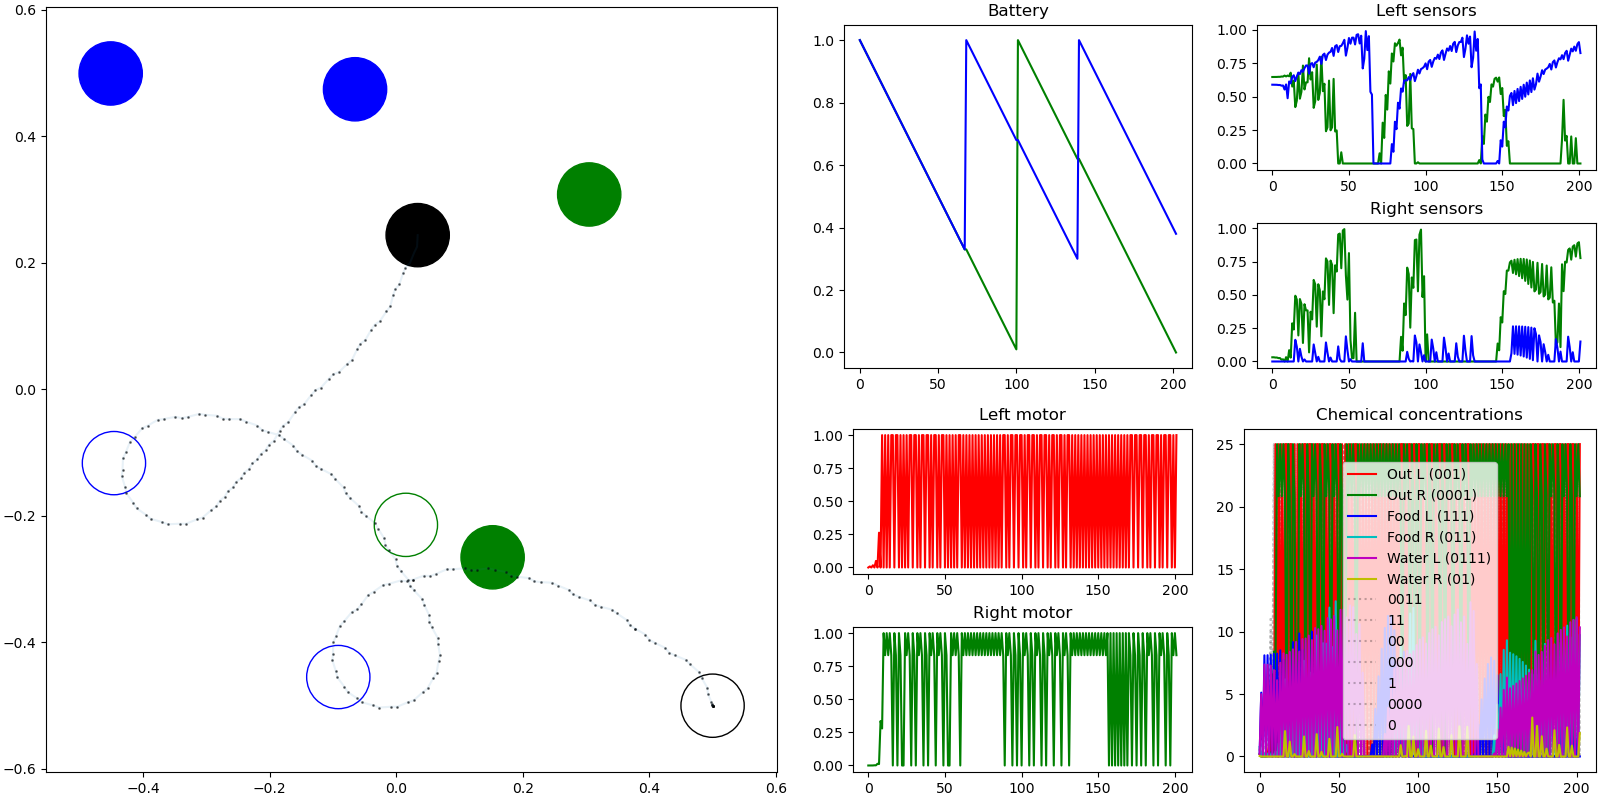 0.6
0.4
0.2
0.0
−0.2
−0.4
−0.6
−0.4 −0.2 0.0 0.2 0.4 0.6
Battery
1.0
0.8
0.6
0.4
0.2
0.0
0 50 100 150 200
Left sensors
1.00
0.75
0.50
0.25
0.00
0 50 100 150 200
Right sensors
1.00
0.75
0.50
0.25
0.00
0 50 100 150 200
Left motor
1.00
0.75
0.50
0.25
0.00
0 50 100 150 200
Right motor
1.00
0.75
0.50
0.25
0.00
0 50 100 150 200
Chemical concentrations
25
20
15
10
5
0
0 50 100 150 200
Out L (001)
Out R (0001)
Food L (111)
Food R (011)
Water L (0111)
Water R (01)
0011
11
00
000
1
0000
0